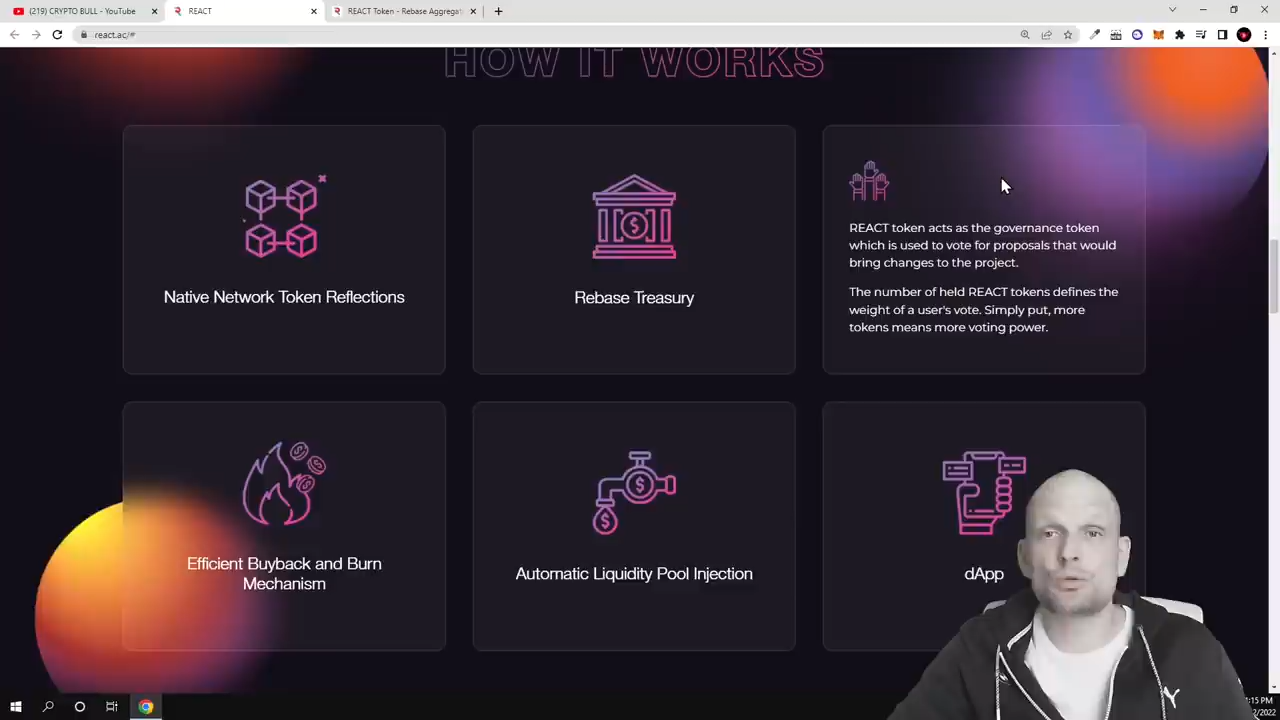 (219) CRYPTO BULL - YouTube
REACT
REACT Token - Rebase Aggregat
react.ac/#
HOW IT WORKS
Native Network Token Reflections
Rebase Treasury
REACT token acts as the governance token
which is used to vote for proposals that would
bring changes to the project.
The number of held REACT tokens defines the
weight of a user's vote. Simply put, more
tokens means more voting power.
Efficient Buyback and Burn
Mechanism
Automatic Liquidity Pool Injection
dApp
:15 PM
/2022